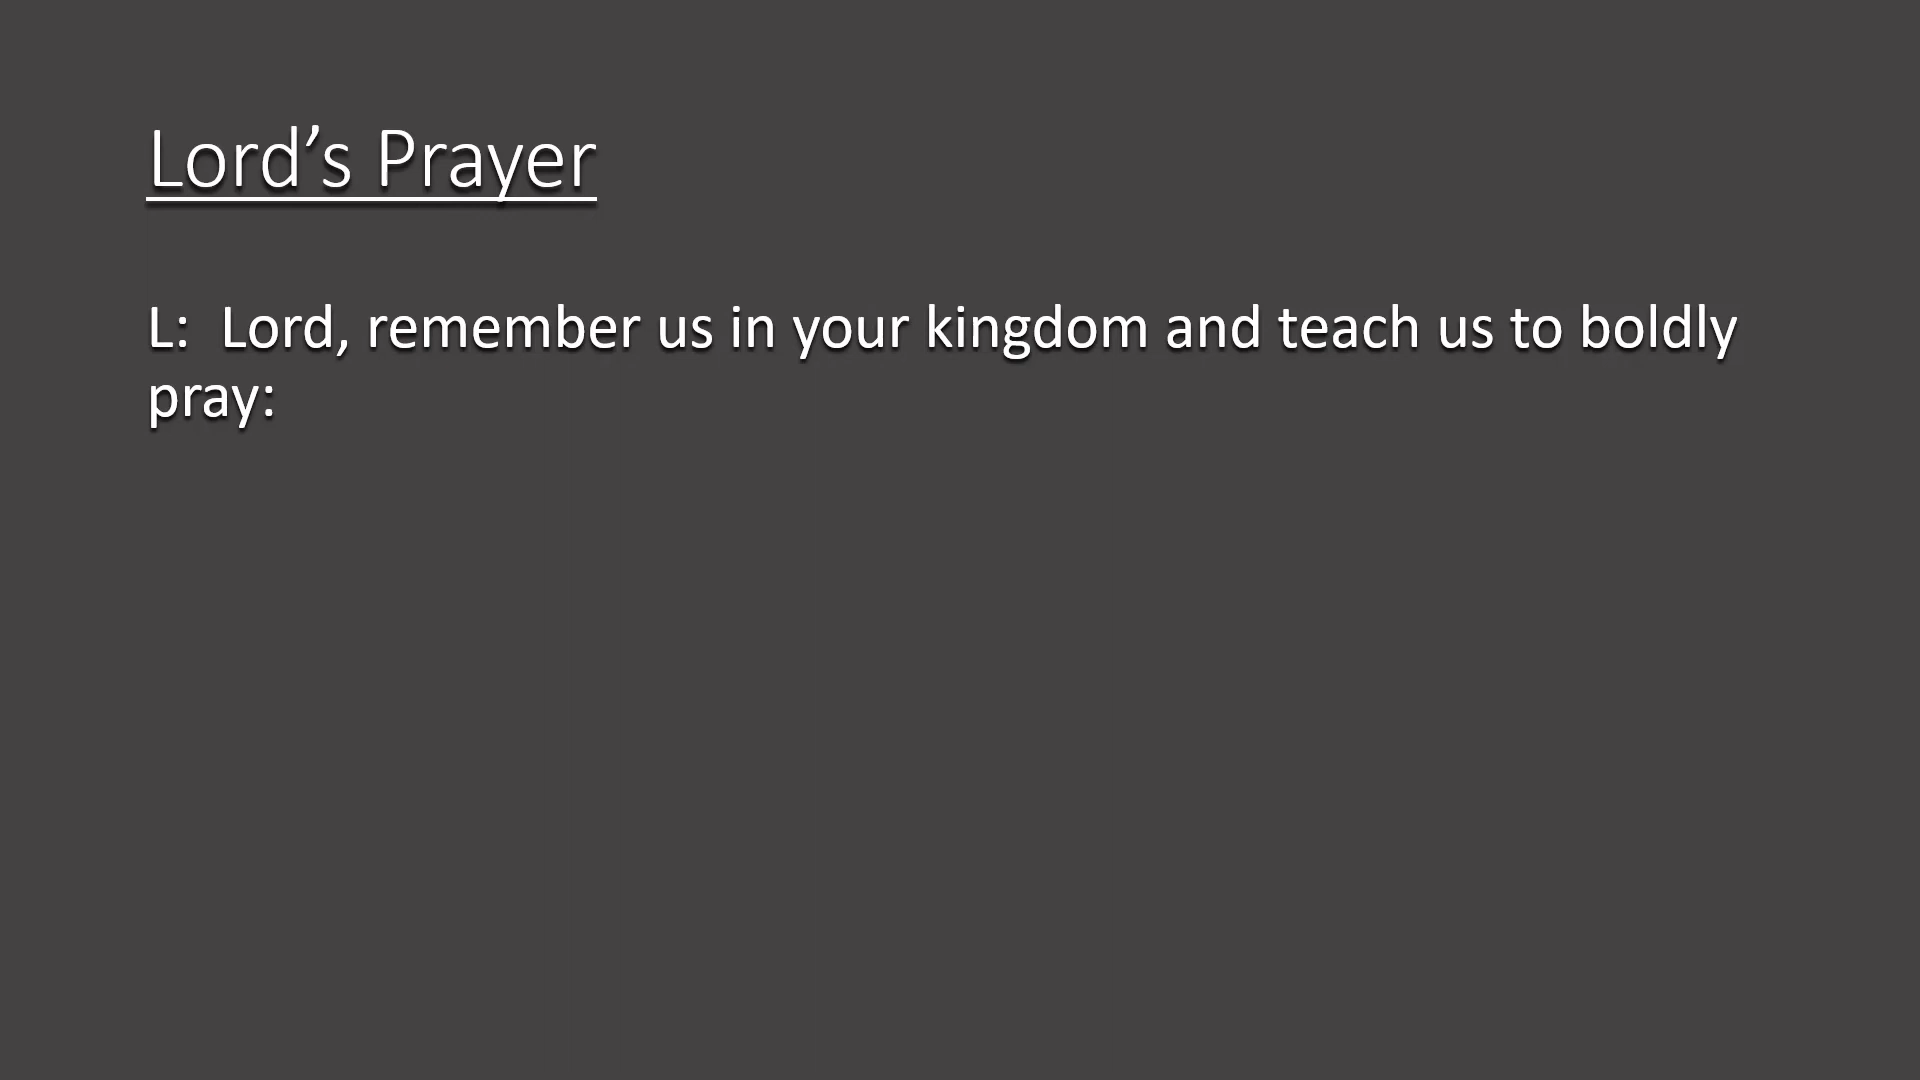 Lord’s Prayer
L:  Lord, remember us in your kingdom and teach us to boldly
pray: